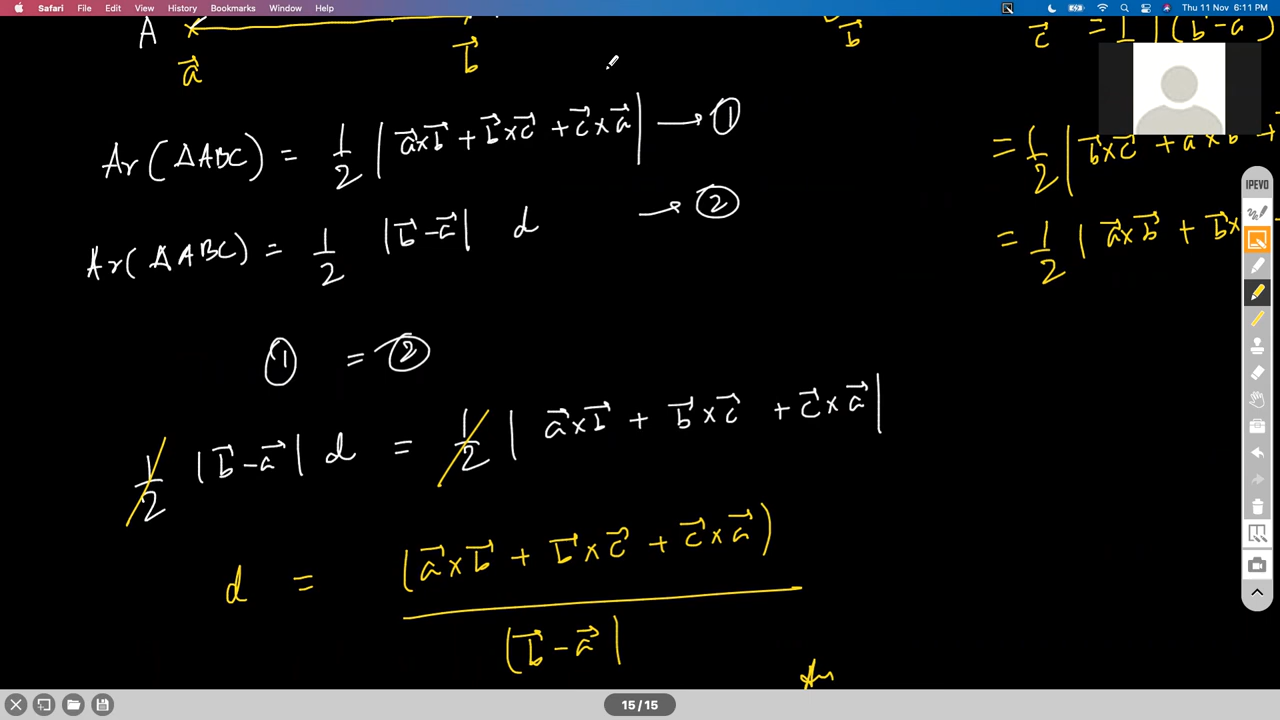 Safari File Edit View History Bookmarks Window Help Thu 11 Nov 6:11 PM
A
a⃗
b⃗
b⃗
c⃗ = 1 |(b⃗-a⃗)
Ar(ΔABC) = 1/2 |a⃗×b⃗ + b⃗×c⃗ + c⃗×a⃗| → ①
= 1/2 |b⃗×c⃗ + a×b +
Ar(ΔABC) = 1/2 |b⃗-a⃗| d → ②
= 1/2 | a⃗×b⃗ + b⃗×
① = ②
1/2 |b⃗-a⃗| d = 1/2 | a⃗×b⃗ + b⃗×c⃗ + c⃗×a⃗|
d = (a⃗×b⃗ + b⃗×c⃗ + c⃗×a⃗)
|b⃗-a⃗|
IPEVO
15/15